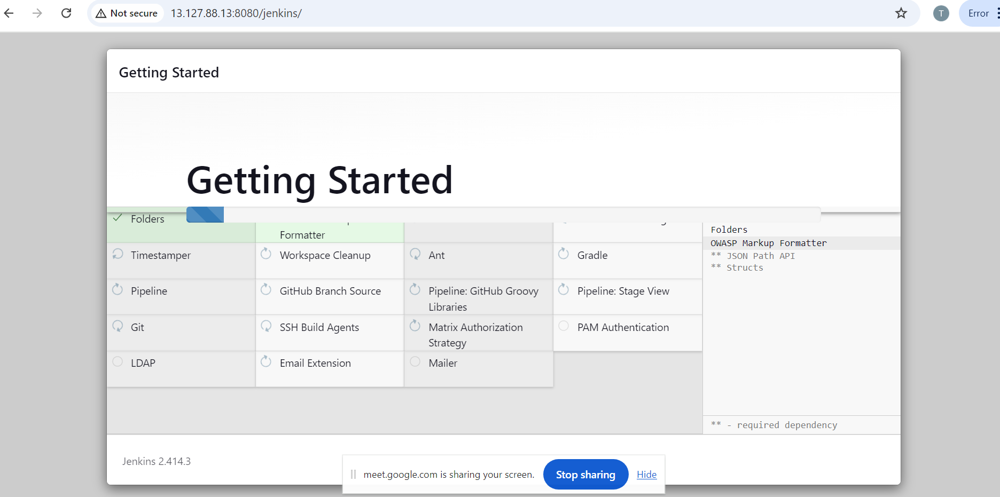 Not secure
13.127.88.13:8080/jenkins/
T
Error
Getting Started
Getting Started
Folders
Formatter
Folders
OWASP Markup Formatter
Timestamper
Workspace Cleanup
Ant
Gradle
** JSON Path API
** Structs
Pipeline
GitHub Branch Source
Pipeline: GitHub Groovy
Libraries
Pipeline: Stage View
Git
SSH Build Agents
Matrix Authorization
Strategy
PAM Authentication
LDAP
Email Extension
Mailer
** - required dependency
Jenkins 2.414.3
meet.google.com is sharing your screen.
Stop sharing
Hide